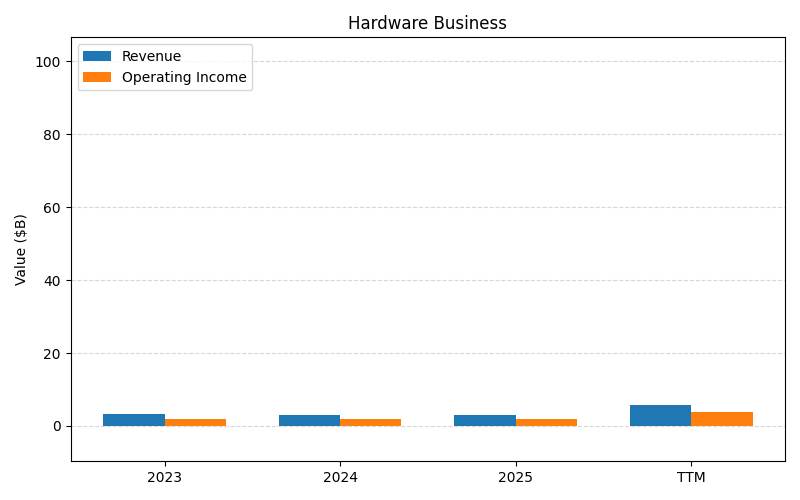 Hardware Business
Revenue
Operating Income
Value ($B)
100
80
60
40
20
0
2023 2024 2025 TTM